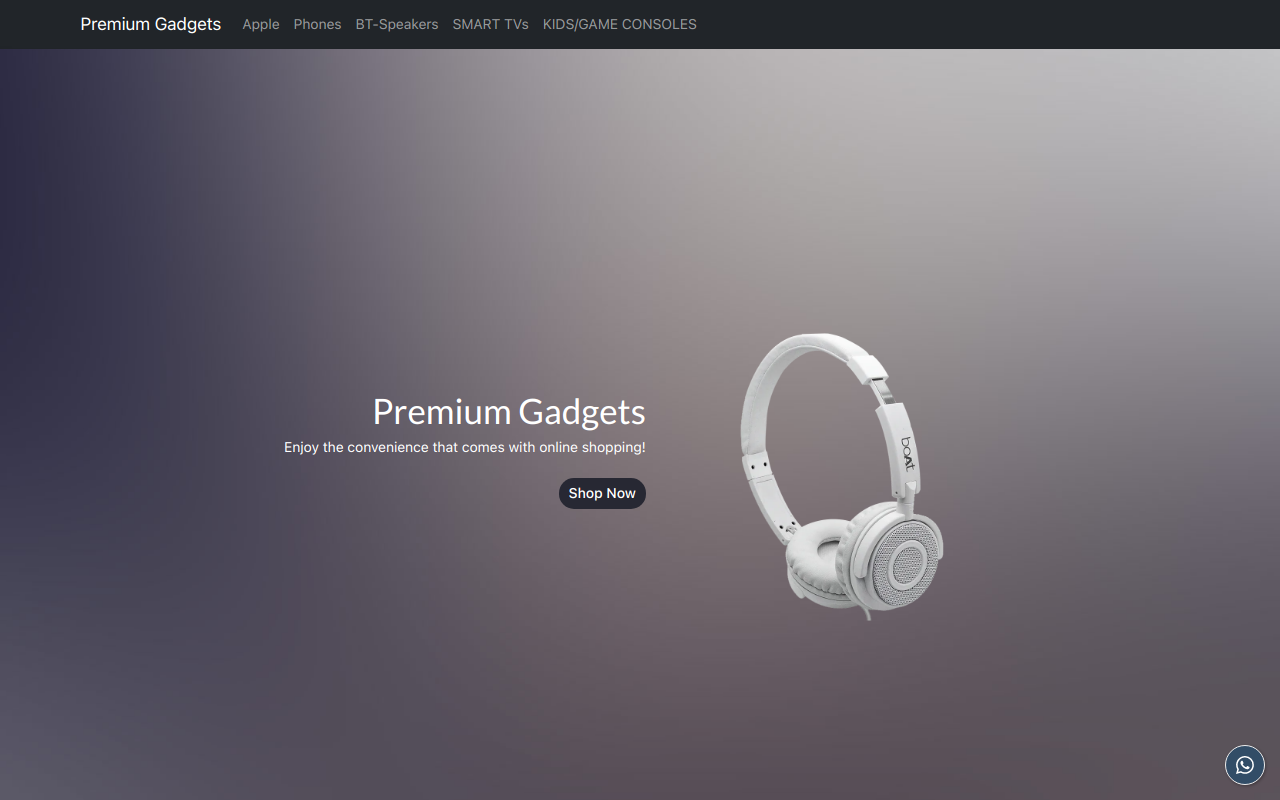 Premium Gadgets Apple Phones BT-Speakers SMART TVs KIDS/GAME CONSOLES
Premium Gadgets
Enjoy the convenience that comes with online shopping!
Shop Now
boAt